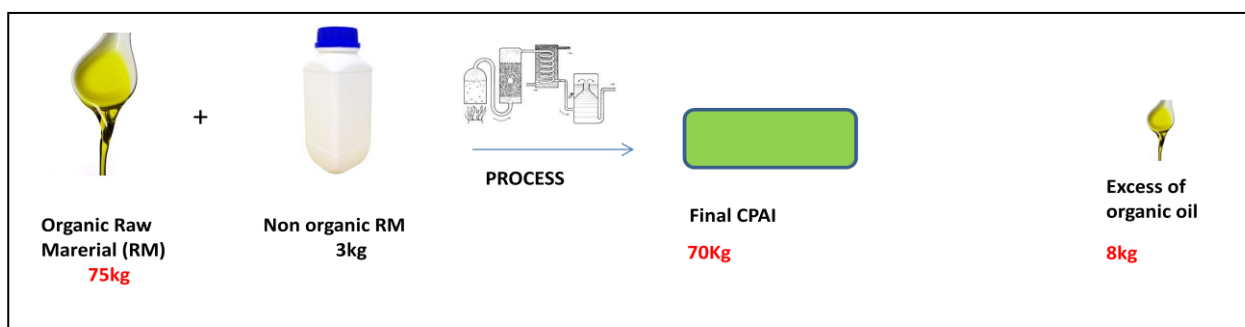 +
PROCESS
Organic Raw
Marerial (RM)
75kg
Non organic RM
3kg
Final CPAI
70Kg
Excess of
organic oil
8kg